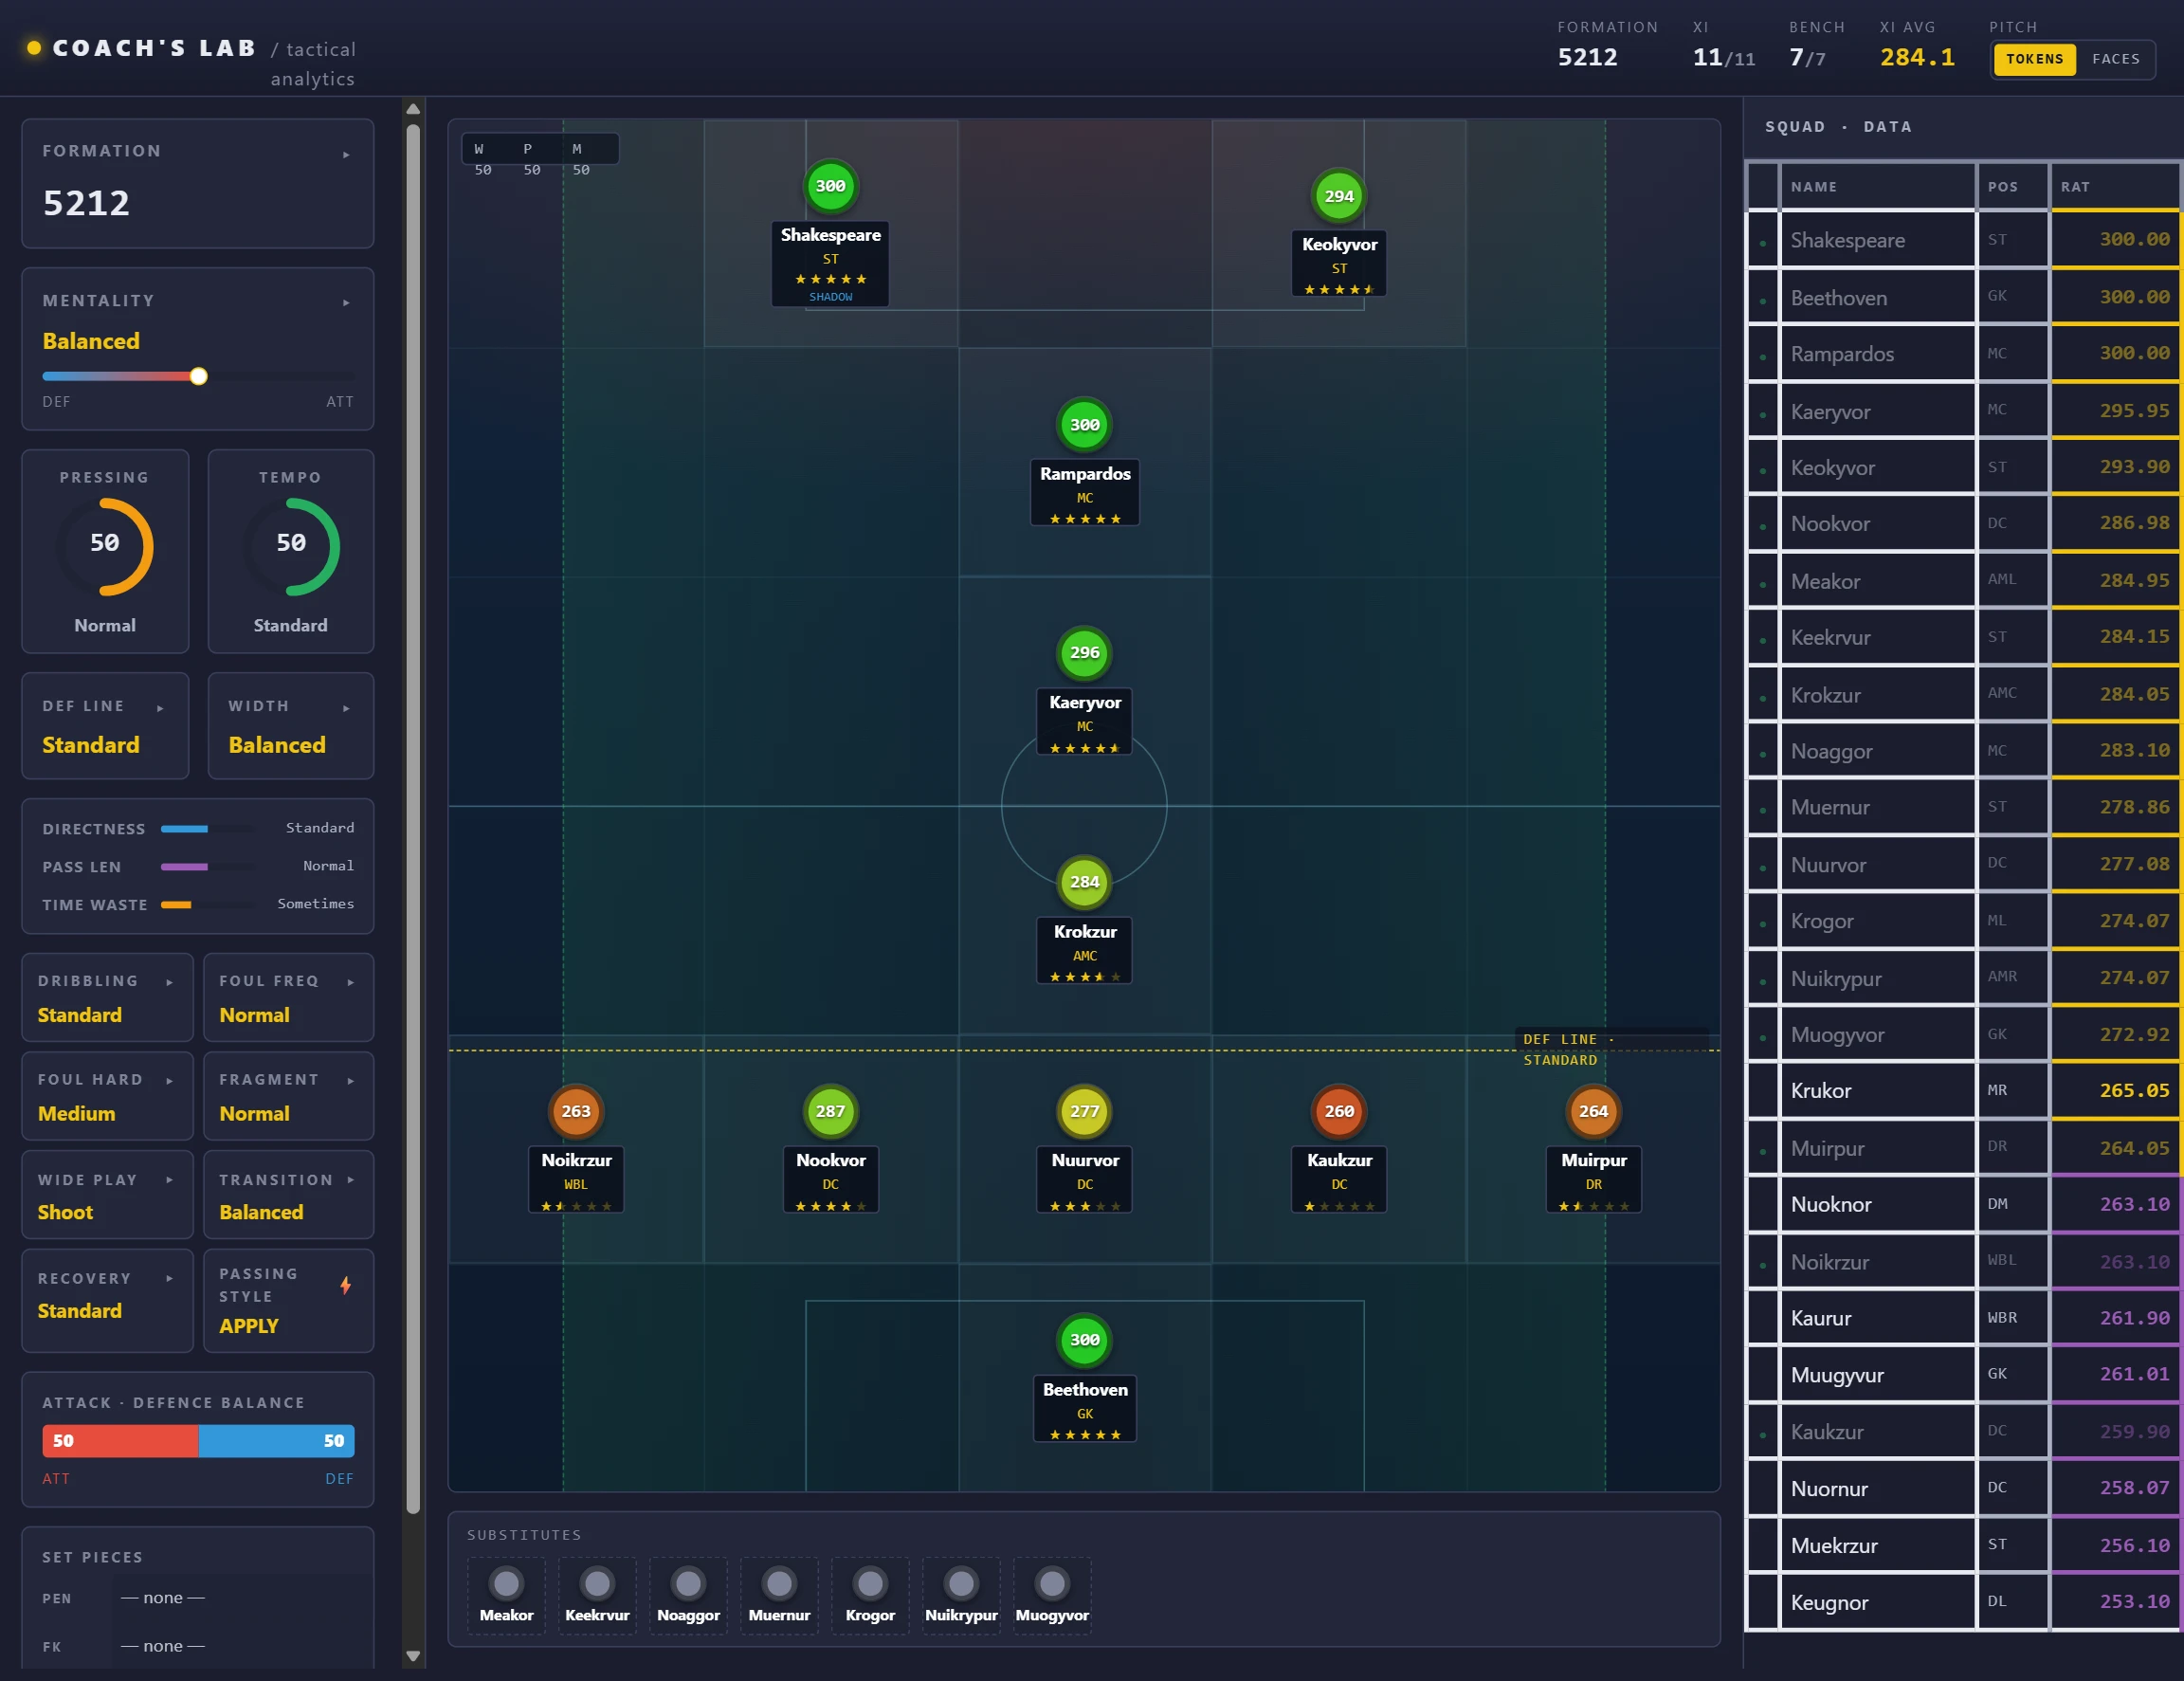 COACH'S LAB / tactical
analytics
FORMATION
5212
XI
11/11
BENCH
7/7
XI AVG
284.1
PITCH
TOKENS FACES
FORMATION ▸
5212
MENTALITY ▸
Balanced
DEF ATT
PRESSING
50
Normal
TEMPO
50
Standard
DEF LINE ▸
Standard
WIDTH ▸
Balanced
DIRECTNESS Standard
PASS LEN Normal
TIME WASTE Sometimes
DRIBBLING ▸
Standard
FOUL FREQ ▸
Normal
FOUL HARD ▸
Medium
FRAGMENT ▸
Normal
WIDE PLAY ▸
Shoot
TRANSITION ▸
Balanced
RECOVERY ▸
Standard
PASSING
STYLE
APPLY
ATTACK · DEFENCE BALANCE
50 50
ATT DEF
SET PIECES
PEN — none —
FK — none —
W P M
50 50 50
300
Shakespeare
ST
★★★★★
SHADOW
294
Keokyvor
ST
300
Rampardos
MC
★★★★★
296
Kaeryvor
MC
284
Krokzur
AMC
DEF LINE ·
STANDARD
263
Noikrzur
WBL
287
Nookvor
DC
277
Nuurvor
DC
260
Kaukzur
DC
264
Muirpur
DR
300
Beethoven
GK
★★★★★
SUBSTITUTES
Meakor
Keekrvur
Noaggor
Muernur
Krogor
Nuikrypur
Muogyvor
SQUAD · DATA
NAME POS RAT
Shakespeare ST 300.00
Beethoven GK 300.00
Rampardos MC 300.00
Kaeryvor MC 295.95
Keokyvor ST 293.90
Nookvor DC 286.98
Meakor AML 284.95
Keekrvur ST 284.15
Krokzur AMC 284.05
Noaggor MC 283.10
Muernur ST 278.86
Nuurvor DC 277.08
Krogor ML 274.07
Nuikrypur AMR 274.07
Muogyvor GK 272.92
Krukor MR 265.05
Muirpur DR 264.05
Nuoknor DM 263.10
Noikrzur WBL 263.10
Kaurur WBR 261.90
Muugyvur GK 261.01
Kaukzur DC 259.90
Nuornur DC 258.07
Muekrzur ST 256.10
Keugnor DL 253.10